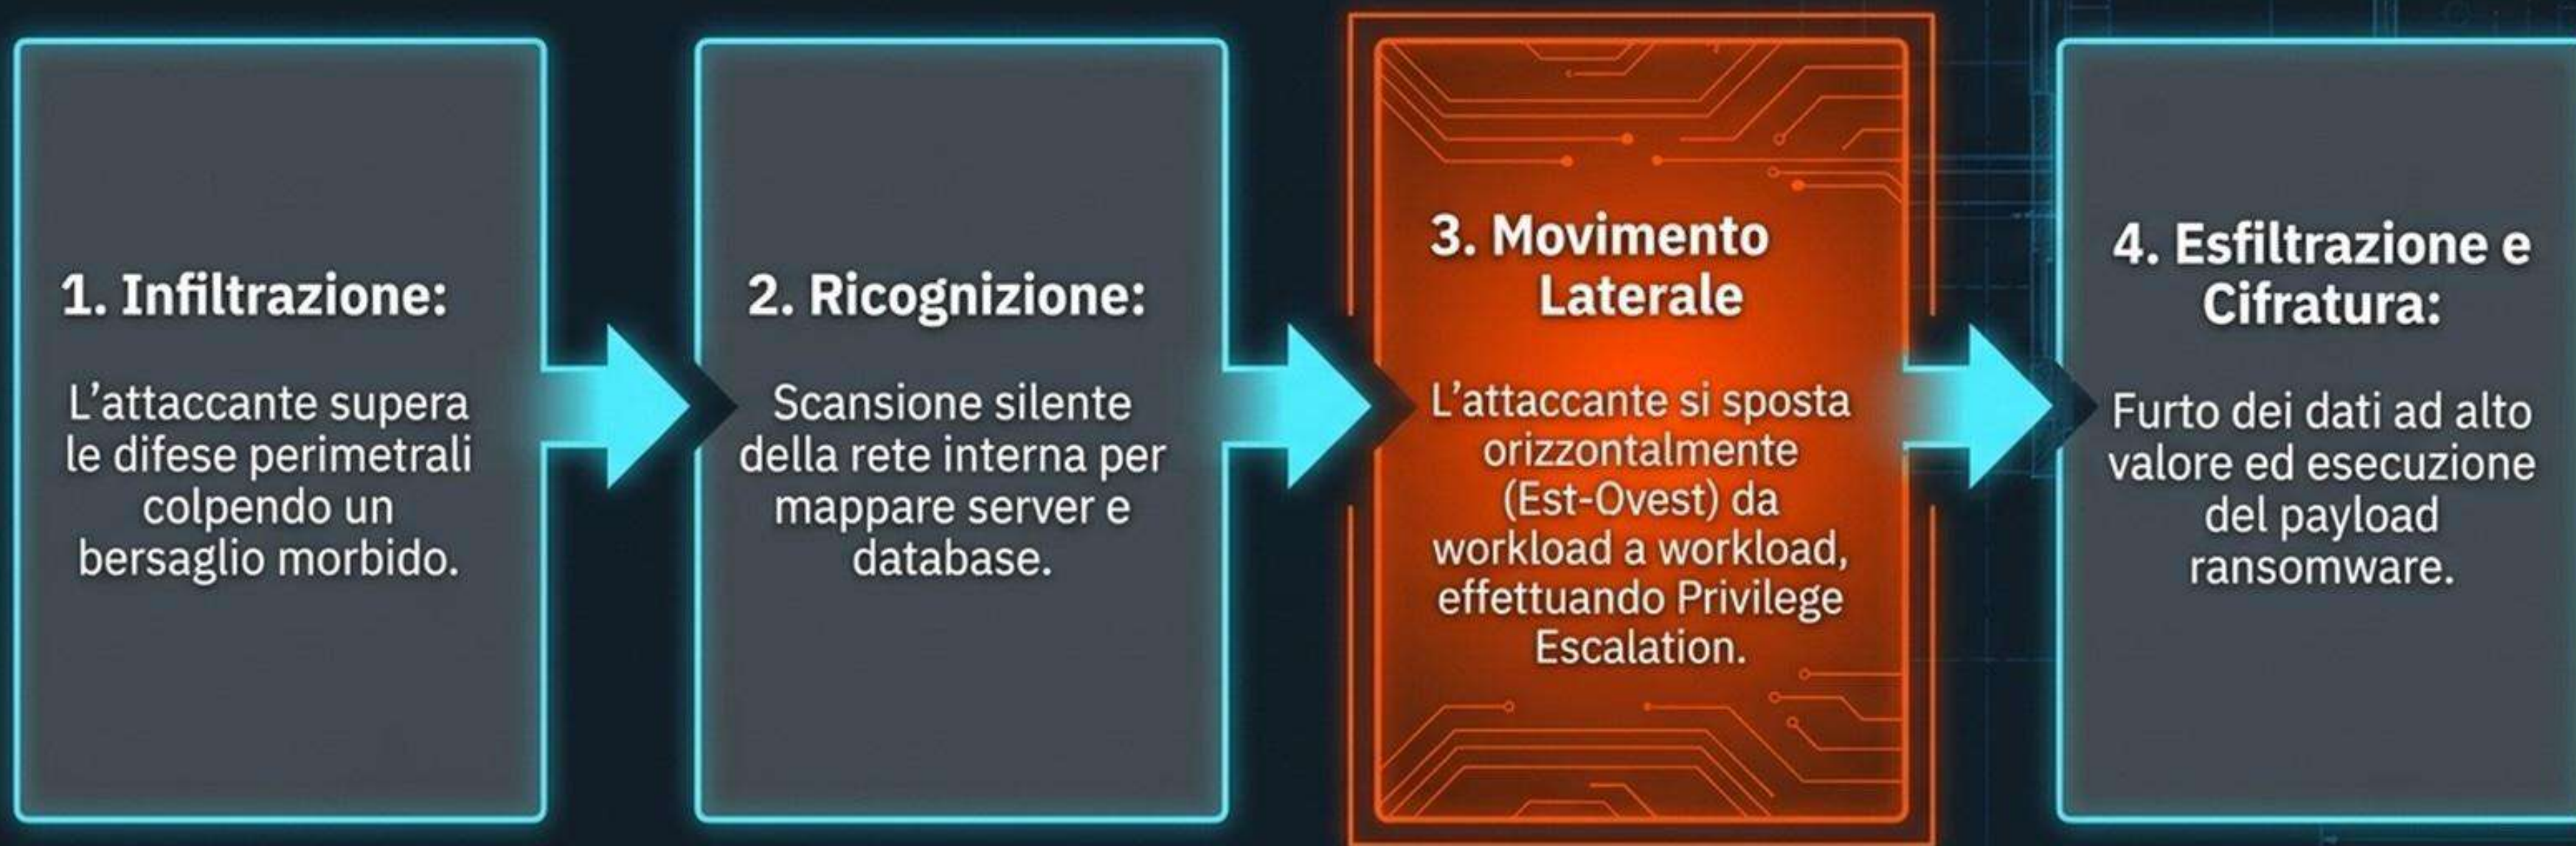 1. Infiltrazione:
L'attaccante supera
le difese perimetrali
colpendo un
bersaglio morbido.
2. Ricognizione:
Scansione silente
della rete interna per
mappare server e
database.
3. Movimento
Laterale
L'attaccante si sposta
orizzontalmente
(Est-Ovest) da
workload a workload,
effettuando Privilege
Escalation.
4. Esfiltrazione e
Cifratura:
Furto dei dati ad alto
valore ed esecuzione
del payload
ransomware.